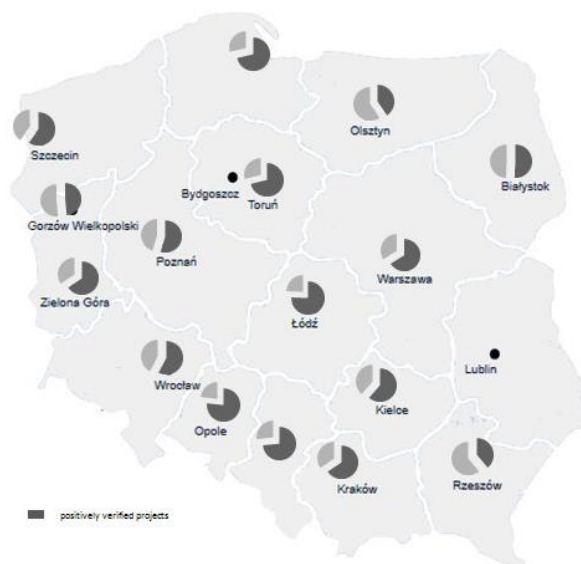 Olsztyn
Szczecin
Białystok
Bydgoszcz
Toruń
Gorzów Wielkopolski
Poznań
Warszawa
Zielona Góra
Łódź
Lublin
Wrocław
Kielce
Opole
Rzeszów
Kraków
positively verified projects